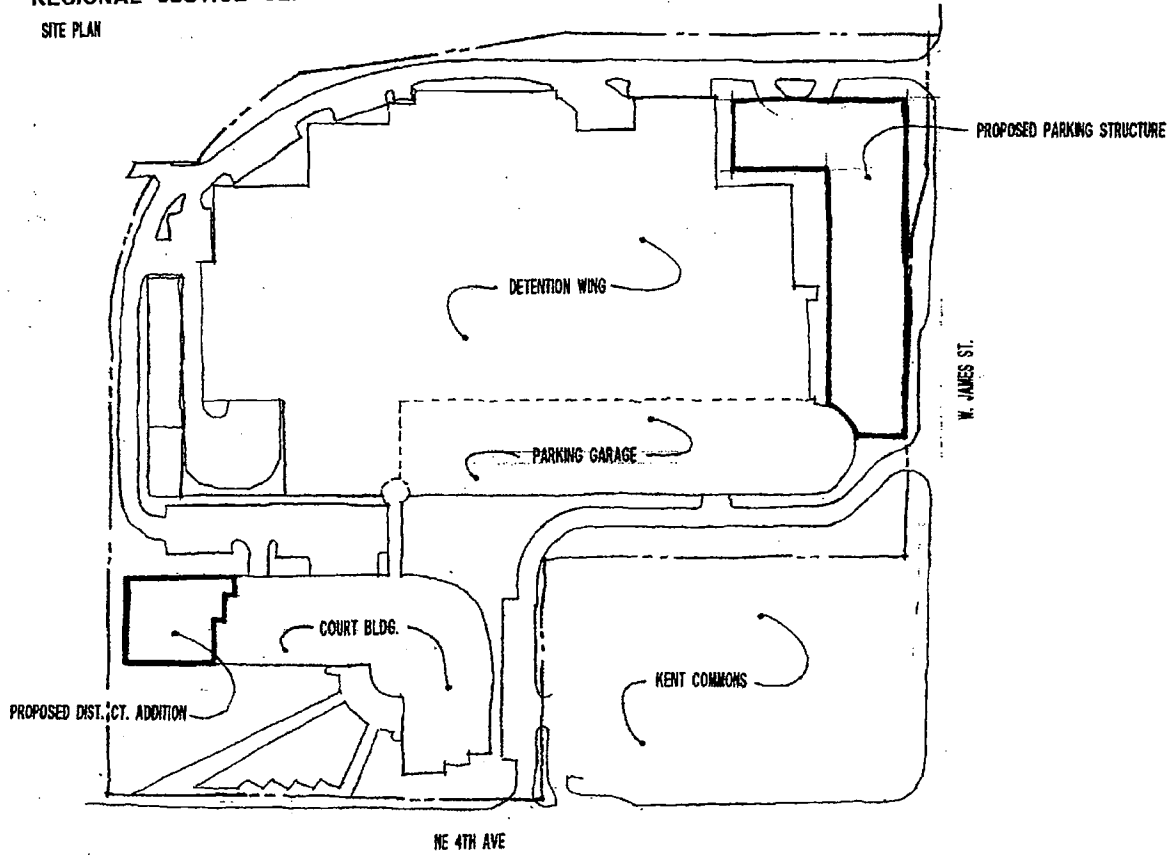 SITE PLAN
PROPOSED PARKING STRUCTURE
DETENTION WING
W. JAMES ST.
PARKING GARAGE
COURT BLDG.
KENT COMMONS
PROPOSED DIST. CT. ADDITION
NE 4TH AVE